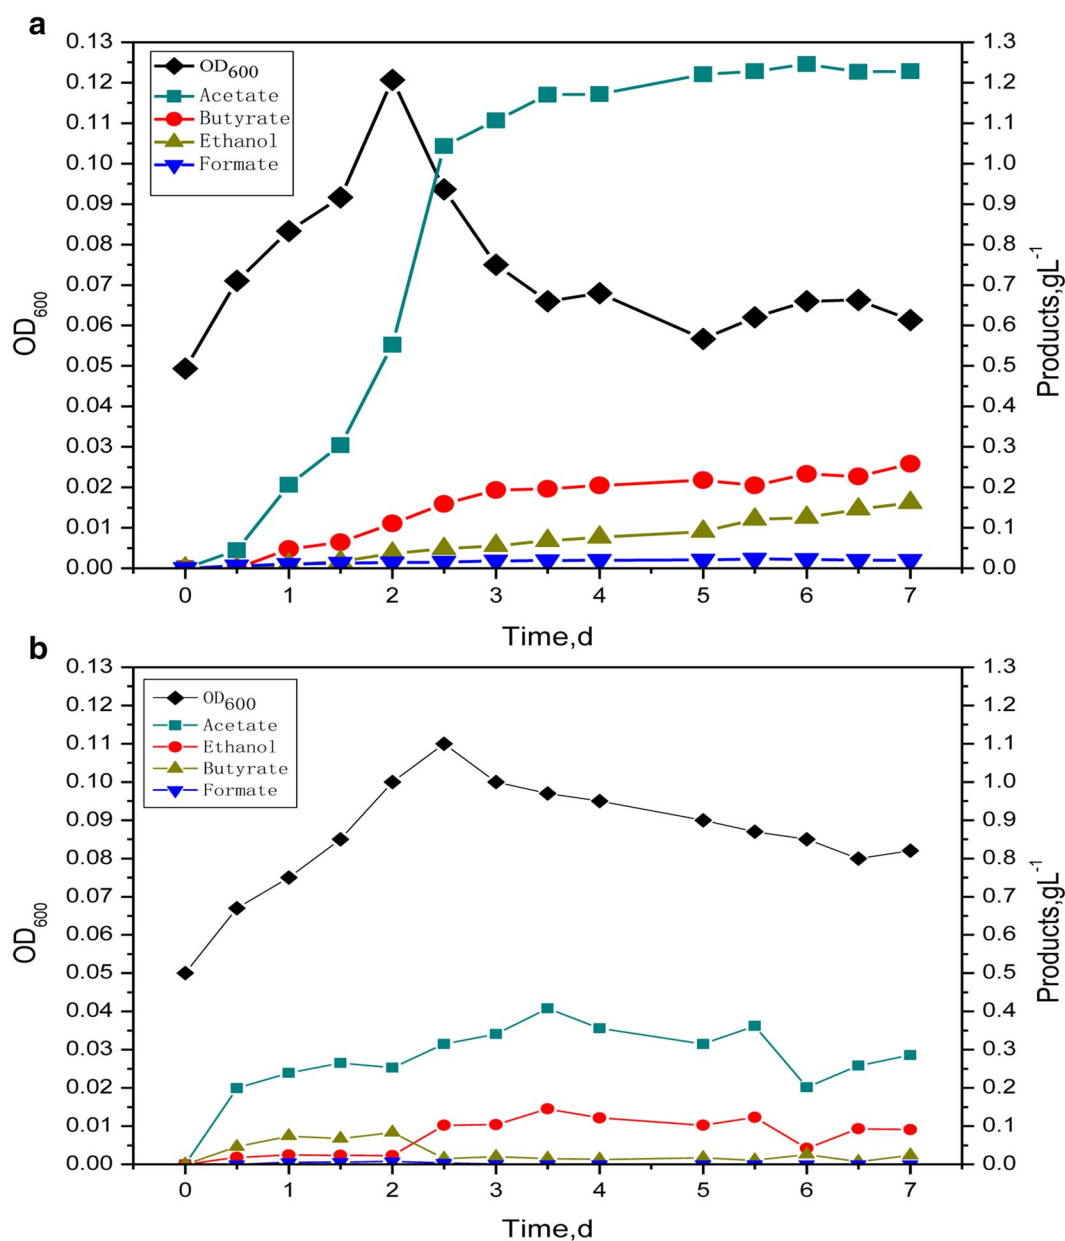 a
0.13
0.12
0.11
0.10
0.09
0.08
0.07
0.06
0.05
0.04
0.03
0.02
0.01
0.00
OD600
OD600
Acetate
Butyrate
Ethanol
Formate
1.3
1.2
1.1
1.0
0.9
0.8
0.7
0.6
0.5
0.4
0.3
0.2
0.1
0.0
Products,gL-1
0 1 2 3 4 5 6 7
Time,d
b
0.13
0.12
0.11
0.10
0.09
0.08
0.07
0.06
0.05
0.04
0.03
0.02
0.01
0.00
OD600
OD600
Acetate
Ethanol
Butyrate
Formate
1.3
1.2
1.1
1.0
0.9
0.8
0.7
0.6
0.5
0.4
0.3
0.2
0.1
0.0
Products,gL-1
0 1 2 3 4 5 6 7
Time,d